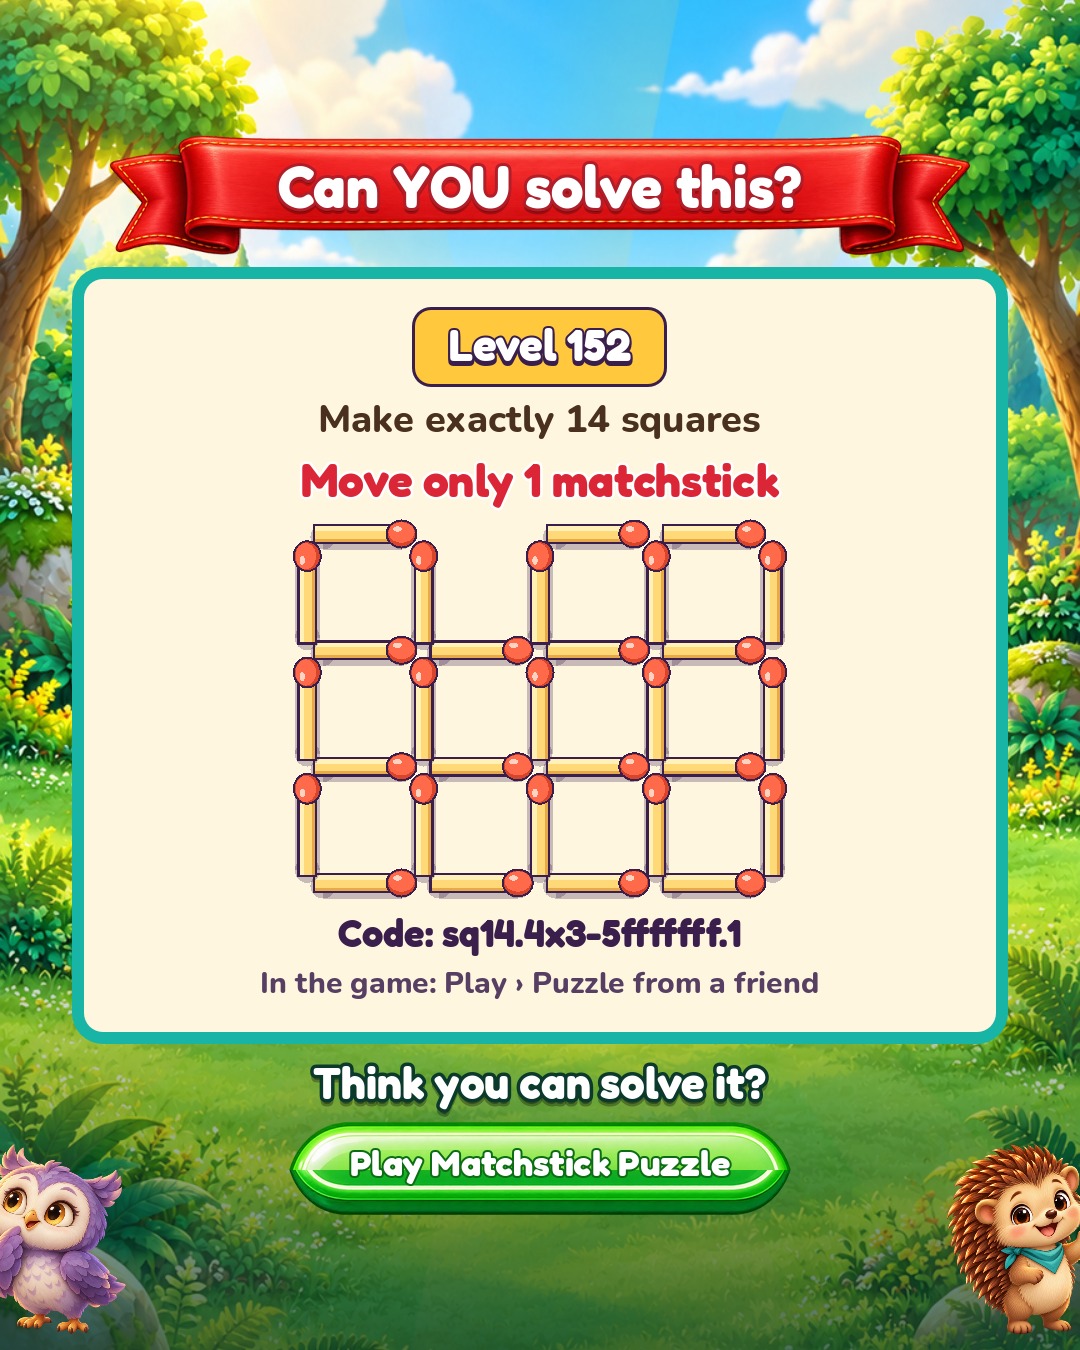 Can YOU solve this?
Level 152
Make exactly 14 squares
Move only 1 matchstick
Code: sq14.4x3-5fffffff.1
In the game: Play › Puzzle from a friend
Think you can solve it?
Play Matchstick Puzzle